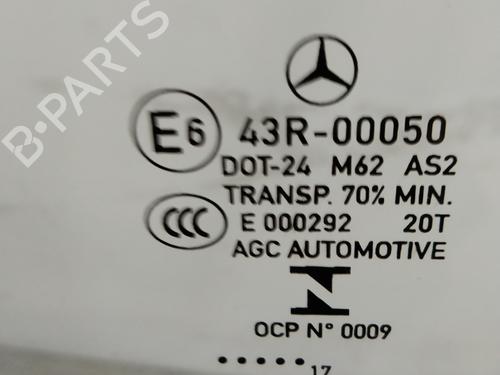 B-PARTS
E6 43R-00050
DOT-24 M62 AS2
TRANSP. 70% MIN.
CCC E 000292 20T
AGC AUTOMOTIVE
N
OCP N° 0009
..... 17